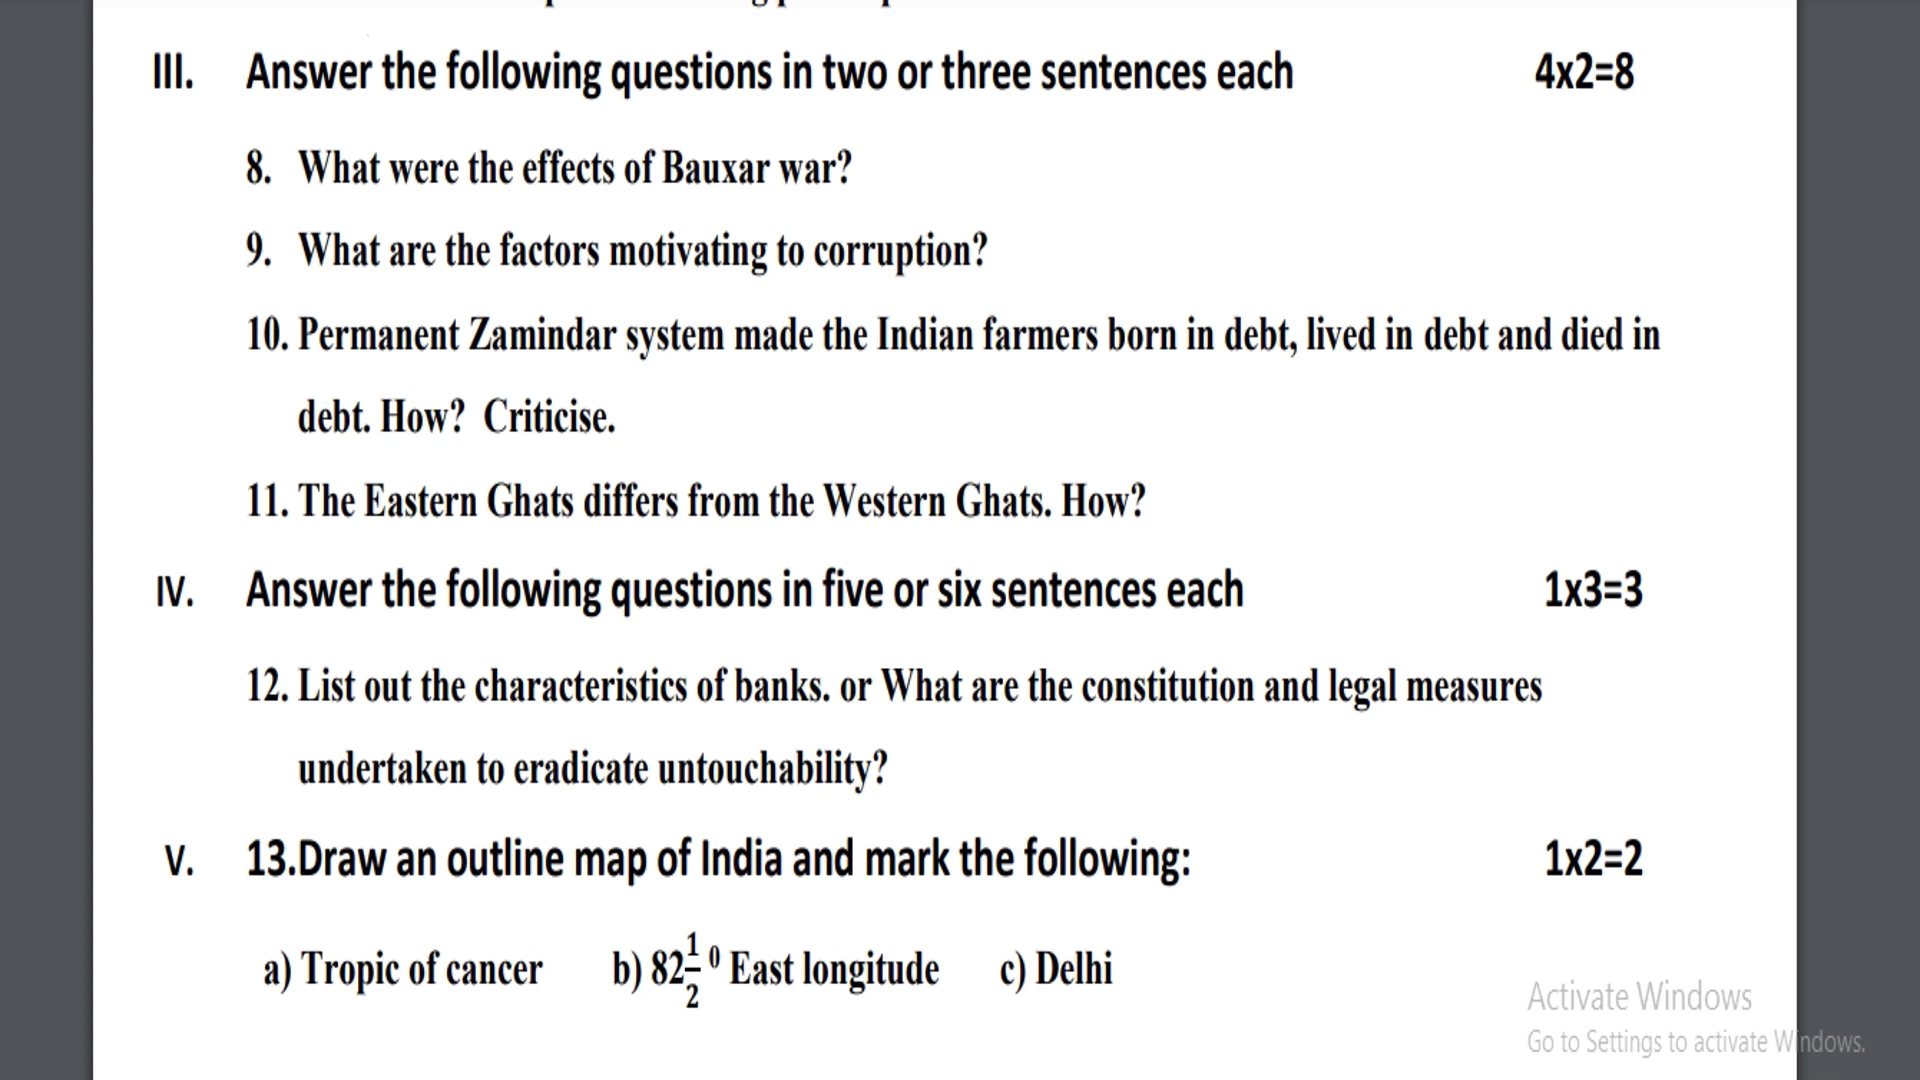 III. Answer the following questions in two or three sentences each 4x2=8
8. What were the effects of Bauxar war?
9. What are the factors motivating to corruption?
10. Permanent Zamindar system made the Indian farmers born in debt, lived in debt and died in
debt. How? Criticise.
11. The Eastern Ghats differs from the Western Ghats. How?
IV. Answer the following questions in five or six sentences each 1x3=3
12. List out the characteristics of banks. or What are the constitution and legal measures
undertaken to eradicate untouchability?
V. 13.Draw an outline map of India and mark the following: 1x2=2
a) Tropic of cancer b) 82 1/2 ⁰ East longitude c) Delhi
Activate Windows
Go to Settings to activate Windows.